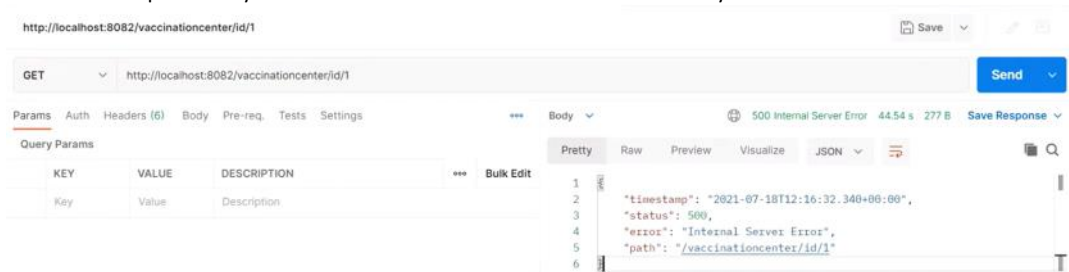 http://localhost:8082/vaccinationcenter/id/1
Save
GET http://localhost:8082/vaccinationcenter/id/1 Send
Params Auth Headers (6) Body Pre-req. Tests Settings
Query Params
KEY VALUE DESCRIPTION Bulk Edit
Key Value Description
Body 500 Internal Server Error 44.54 s 277 B Save Response
Pretty Raw Preview Visualize JSON
1
2 "timestamp": "2021-07-18T12:16:32.340+00:00",
3 "status": 500,
4 "error": "Internal Server Error",
5 "path": "/vaccinationcenter/id/1"
6